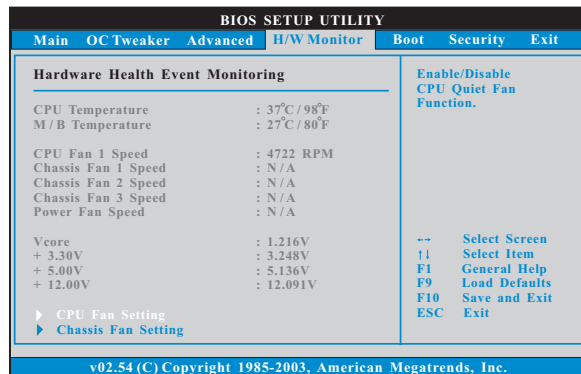 BIOS SETUP UTILITY
Main OC Tweaker Advanced H/W Monitor Boot Security Exit
Hardware Health Event Monitoring
CPU Temperature : 37°C / 98°F
M / B Temperature : 27°C / 80°F
CPU Fan 1 Speed : 4722 RPM
Chassis Fan 1 Speed : N / A
Chassis Fan 2 Speed : N / A
Chassis Fan 3 Speed : N / A
Power Fan Speed : N / A
Vcore : 1.216V
+ 3.30V : 3.248V
+ 5.00V : 5.136V
+ 12.00V : 12.091V
CPU Fan Setting
Chassis Fan Setting
Enable/Disable
CPU Quiet Fan
Function.
←→ Select Screen
↑↓ Select Item
F1 General Help
F9 Load Defaults
F10 Save and Exit
ESC Exit
v02.54 (C) Copyright 1985-2003, American Megatrends, Inc.